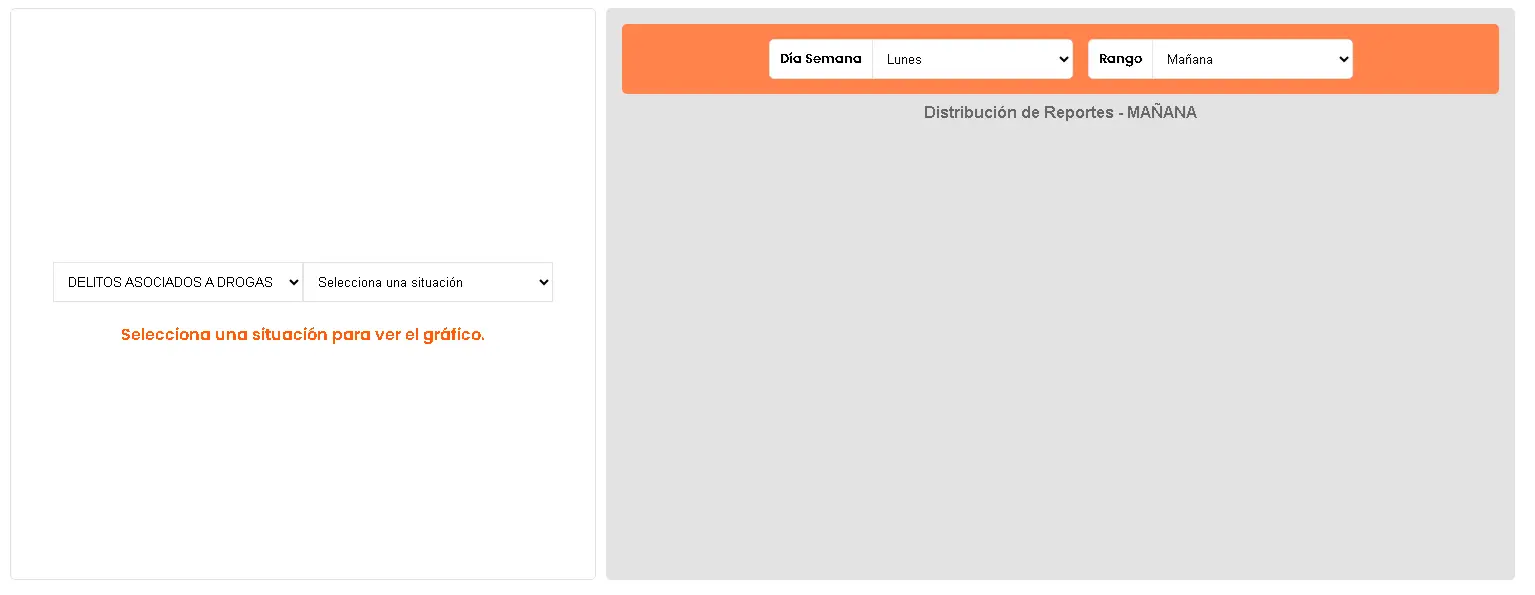 DELITOS ASOCIADOS A DROGAS
Selecciona una situación
Selecciona una situación para ver el gráfico.
Día Semana
Lunes
Rango
Mañana
Distribución de Reportes - MAÑANA